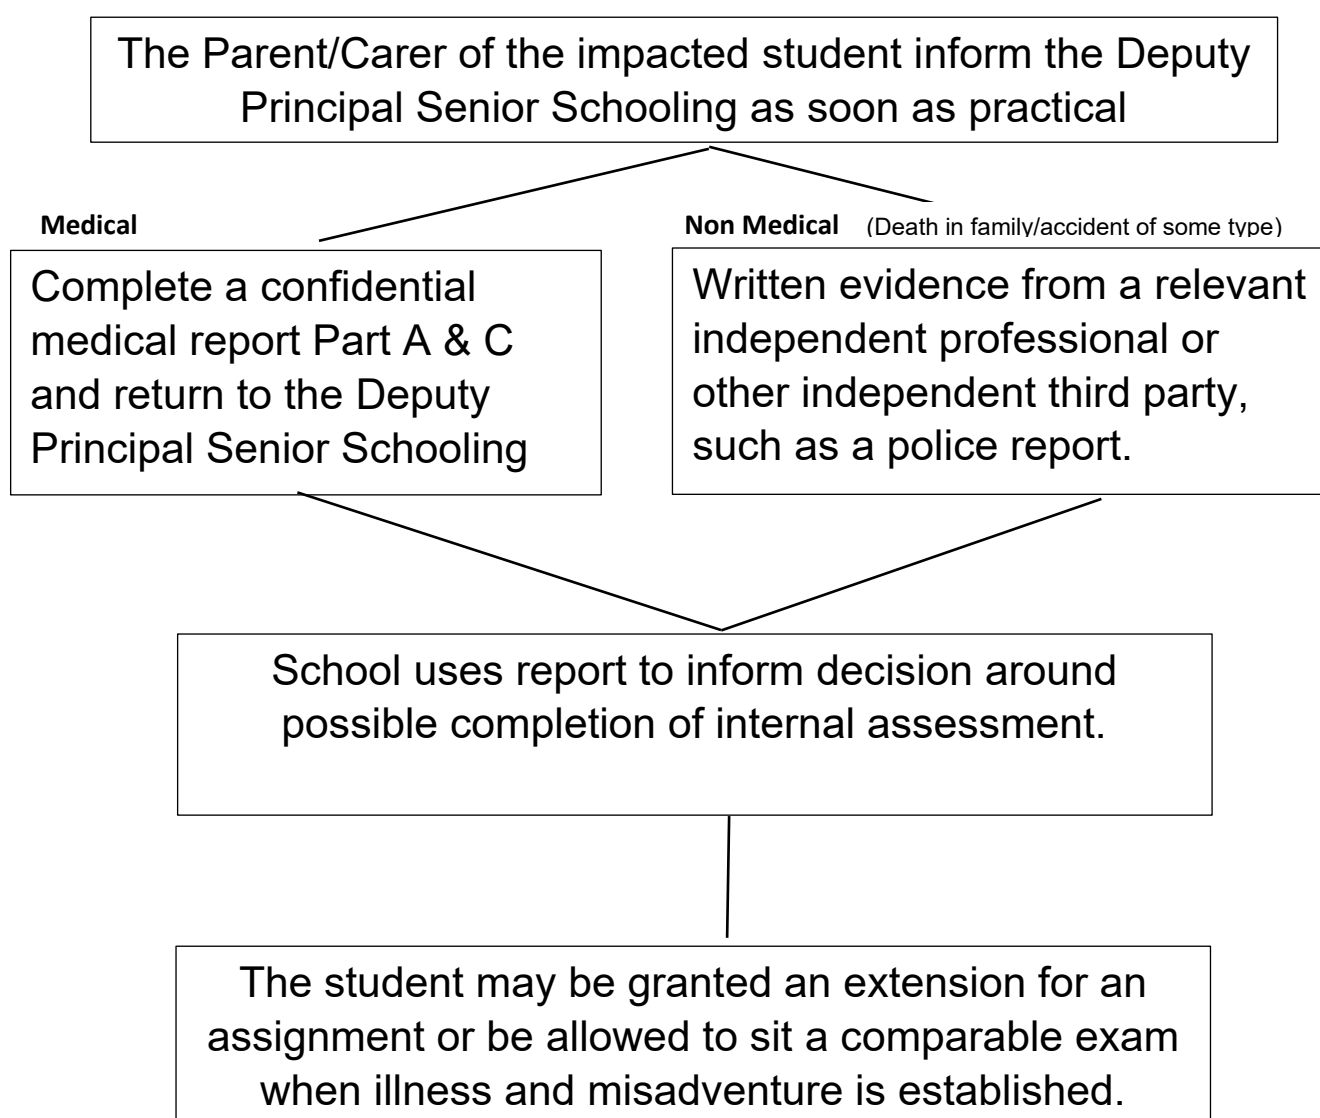 The Parent/Carer of the impacted student inform the Deputy
Principal Senior Schooling as soon as practical
Medical
Complete a confidential
medical report Part A & C
and return to the Deputy
Principal Senior Schooling
Non Medical (Death in family/accident of some type)
Written evidence from a relevant
independent professional or
other independent third party,
such as a police report.
School uses report to inform decision around
possible completion of internal assessment.
The student may be granted an extension for an
assignment or be allowed to sit a comparable exam
when illness and misadventure is established.